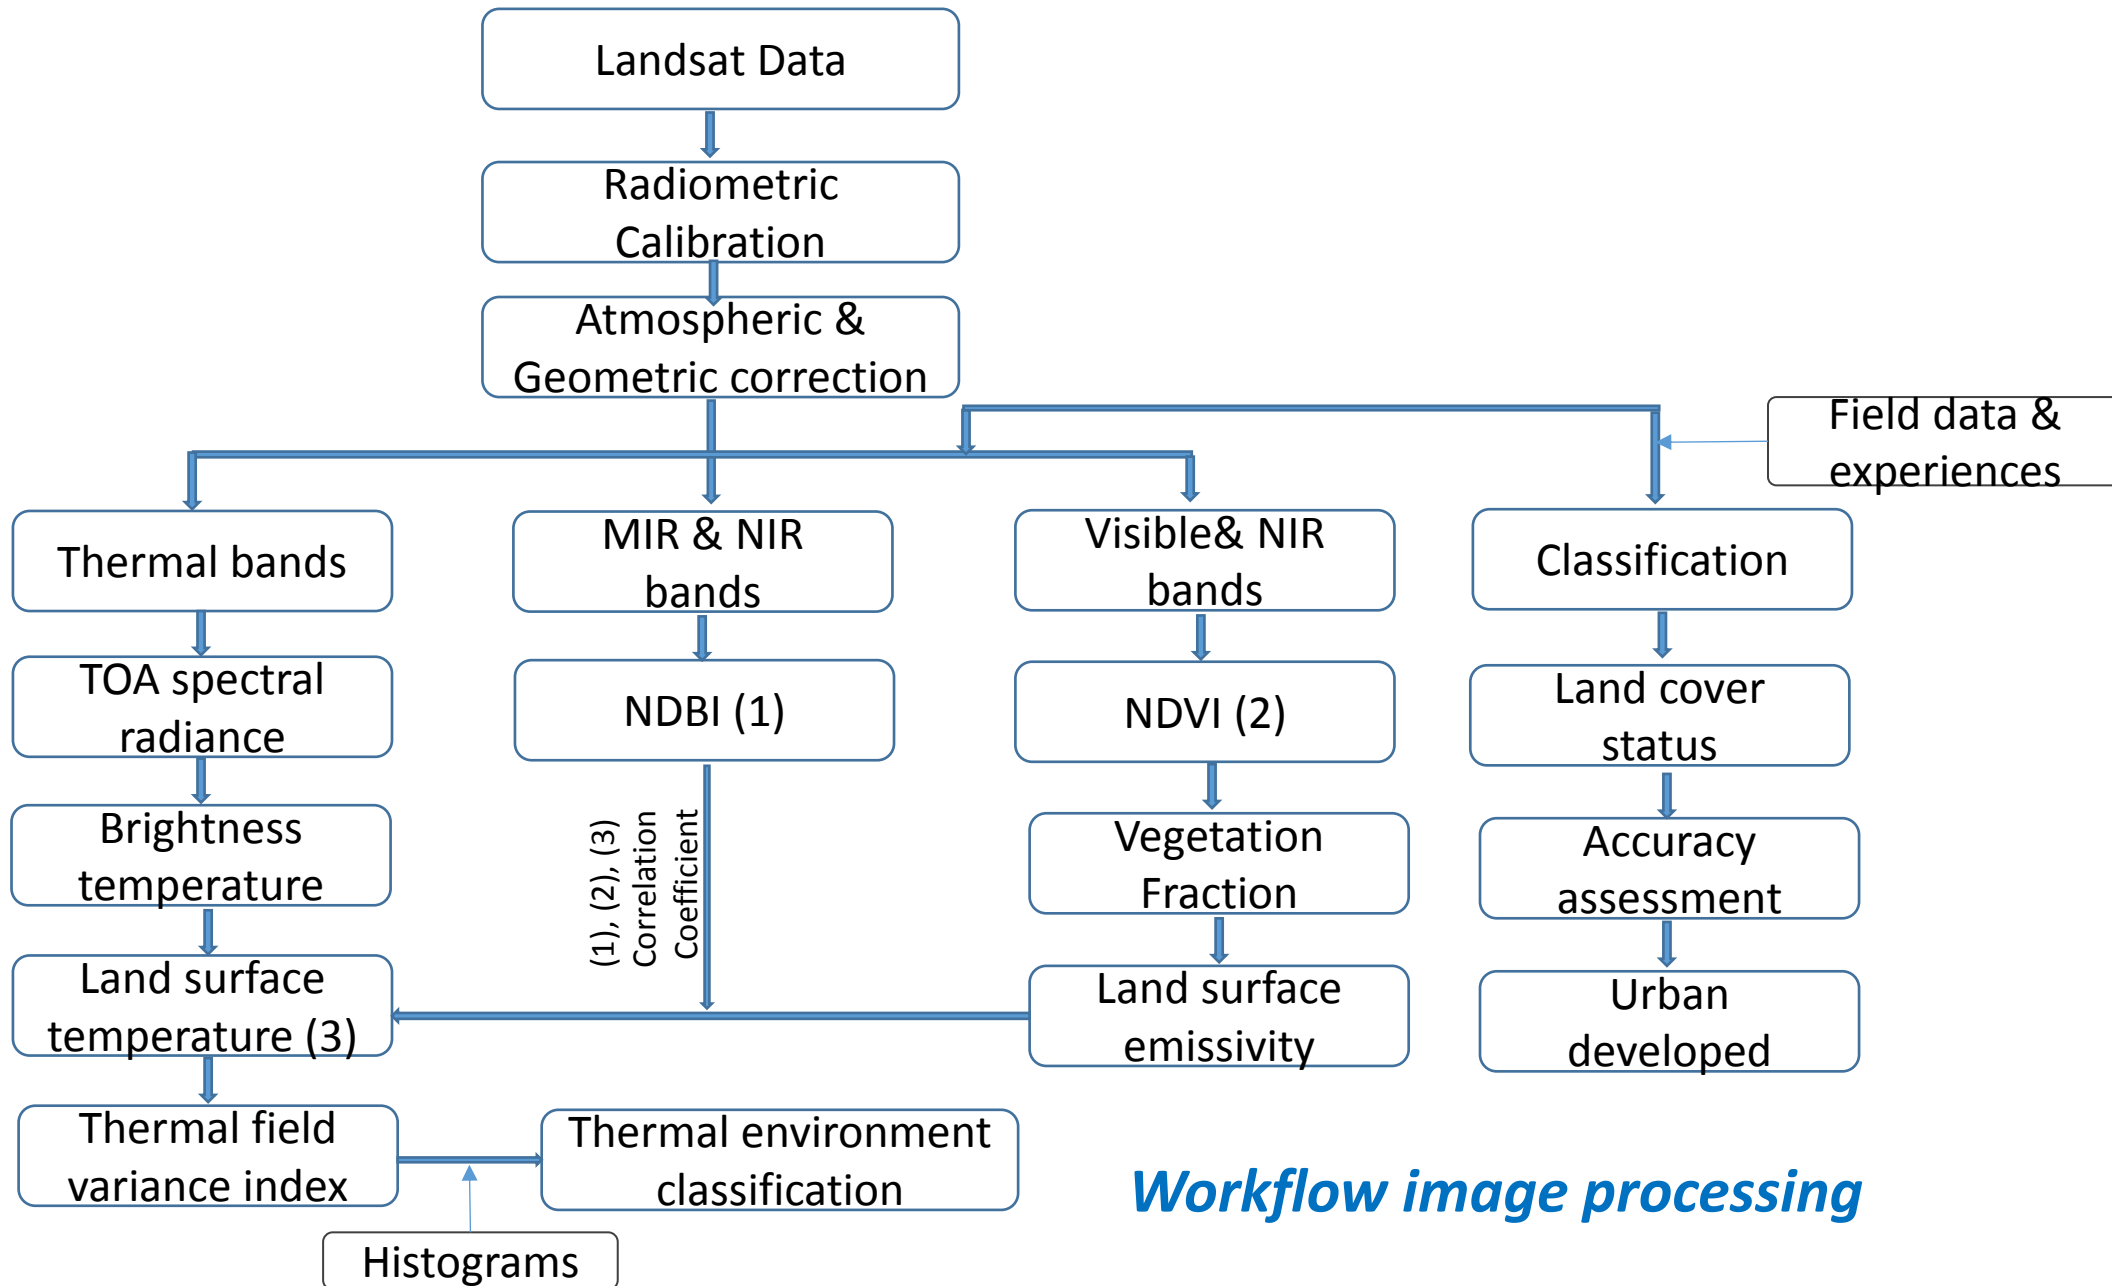 Landsat Data
Radiometric
Calibration
Atmospheric &
Geometric correction
Field data &
experiences
Thermal bands
MIR & NIR
bands
Visible& NIR
bands
Classification
TOA spectral
radiance
NDBI (1)
NDVI (2)
Land cover
status
Brightness
temperature
(1), (2), (3)
Correlation
Coefficient
Vegetation
Fraction
Accuracy
assessment
Land surface
temperature (3)
Land surface
emissivity
Urban
developed
Thermal field
variance index
Thermal environment
classification
Workflow image processing
Histograms